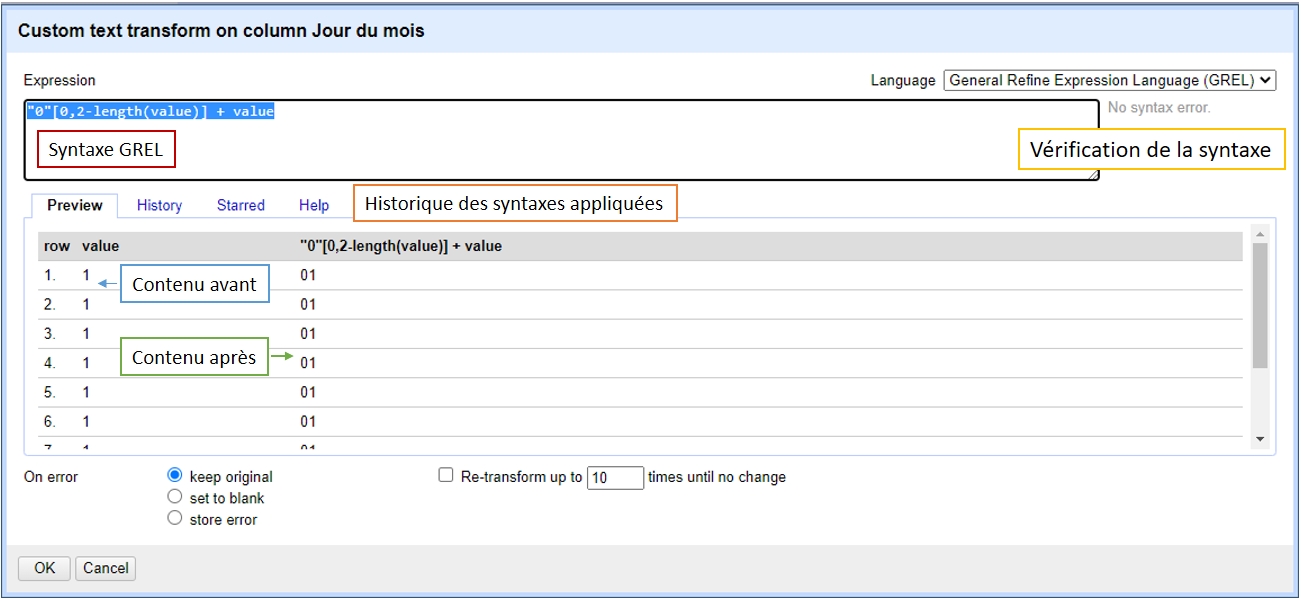 Custom text transform on column Jour du mois
Expression
Language General Refine Expression Language (GREL)
"0"[0,2-length(value)] + value
No syntax error.
Syntaxe GREL
Vérification de la syntaxe
Preview History Starred Help
Historique des syntaxes appliquées
row value "0"[0,2-length(value)] + value
1. 1 01
Contenu avant
2. 1 01
3. 1 01
Contenu après
4. 1 01
5. 1 01
6. 1 01
7. 1 01
On error keep original Re-transform up to 10 times until no change
set to blank
store error
OK Cancel